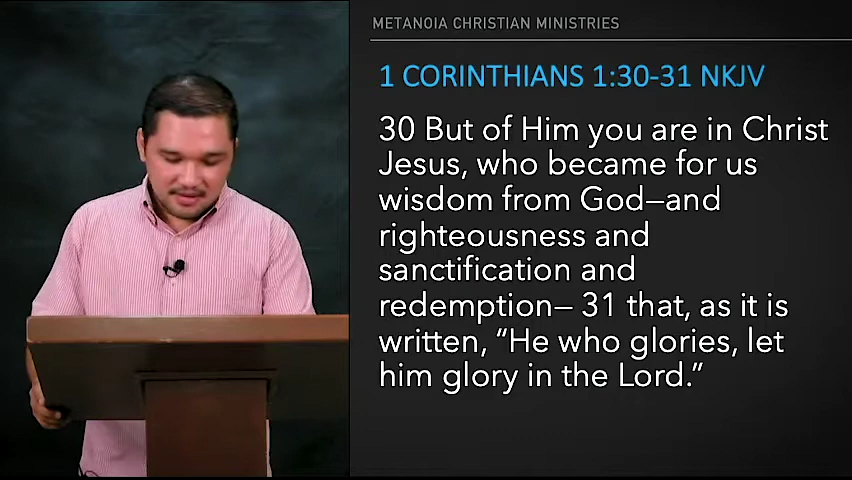 METANOIA CHRISTIAN MINISTRIES
1 CORINTHIANS 1:30-31 NKJV
30 But of Him you are in Christ
Jesus, who became for us
wisdom from God—and
righteousness and
sanctification and
redemption— 31 that, as it is
written, “He who glories, let
him glory in the Lord.”